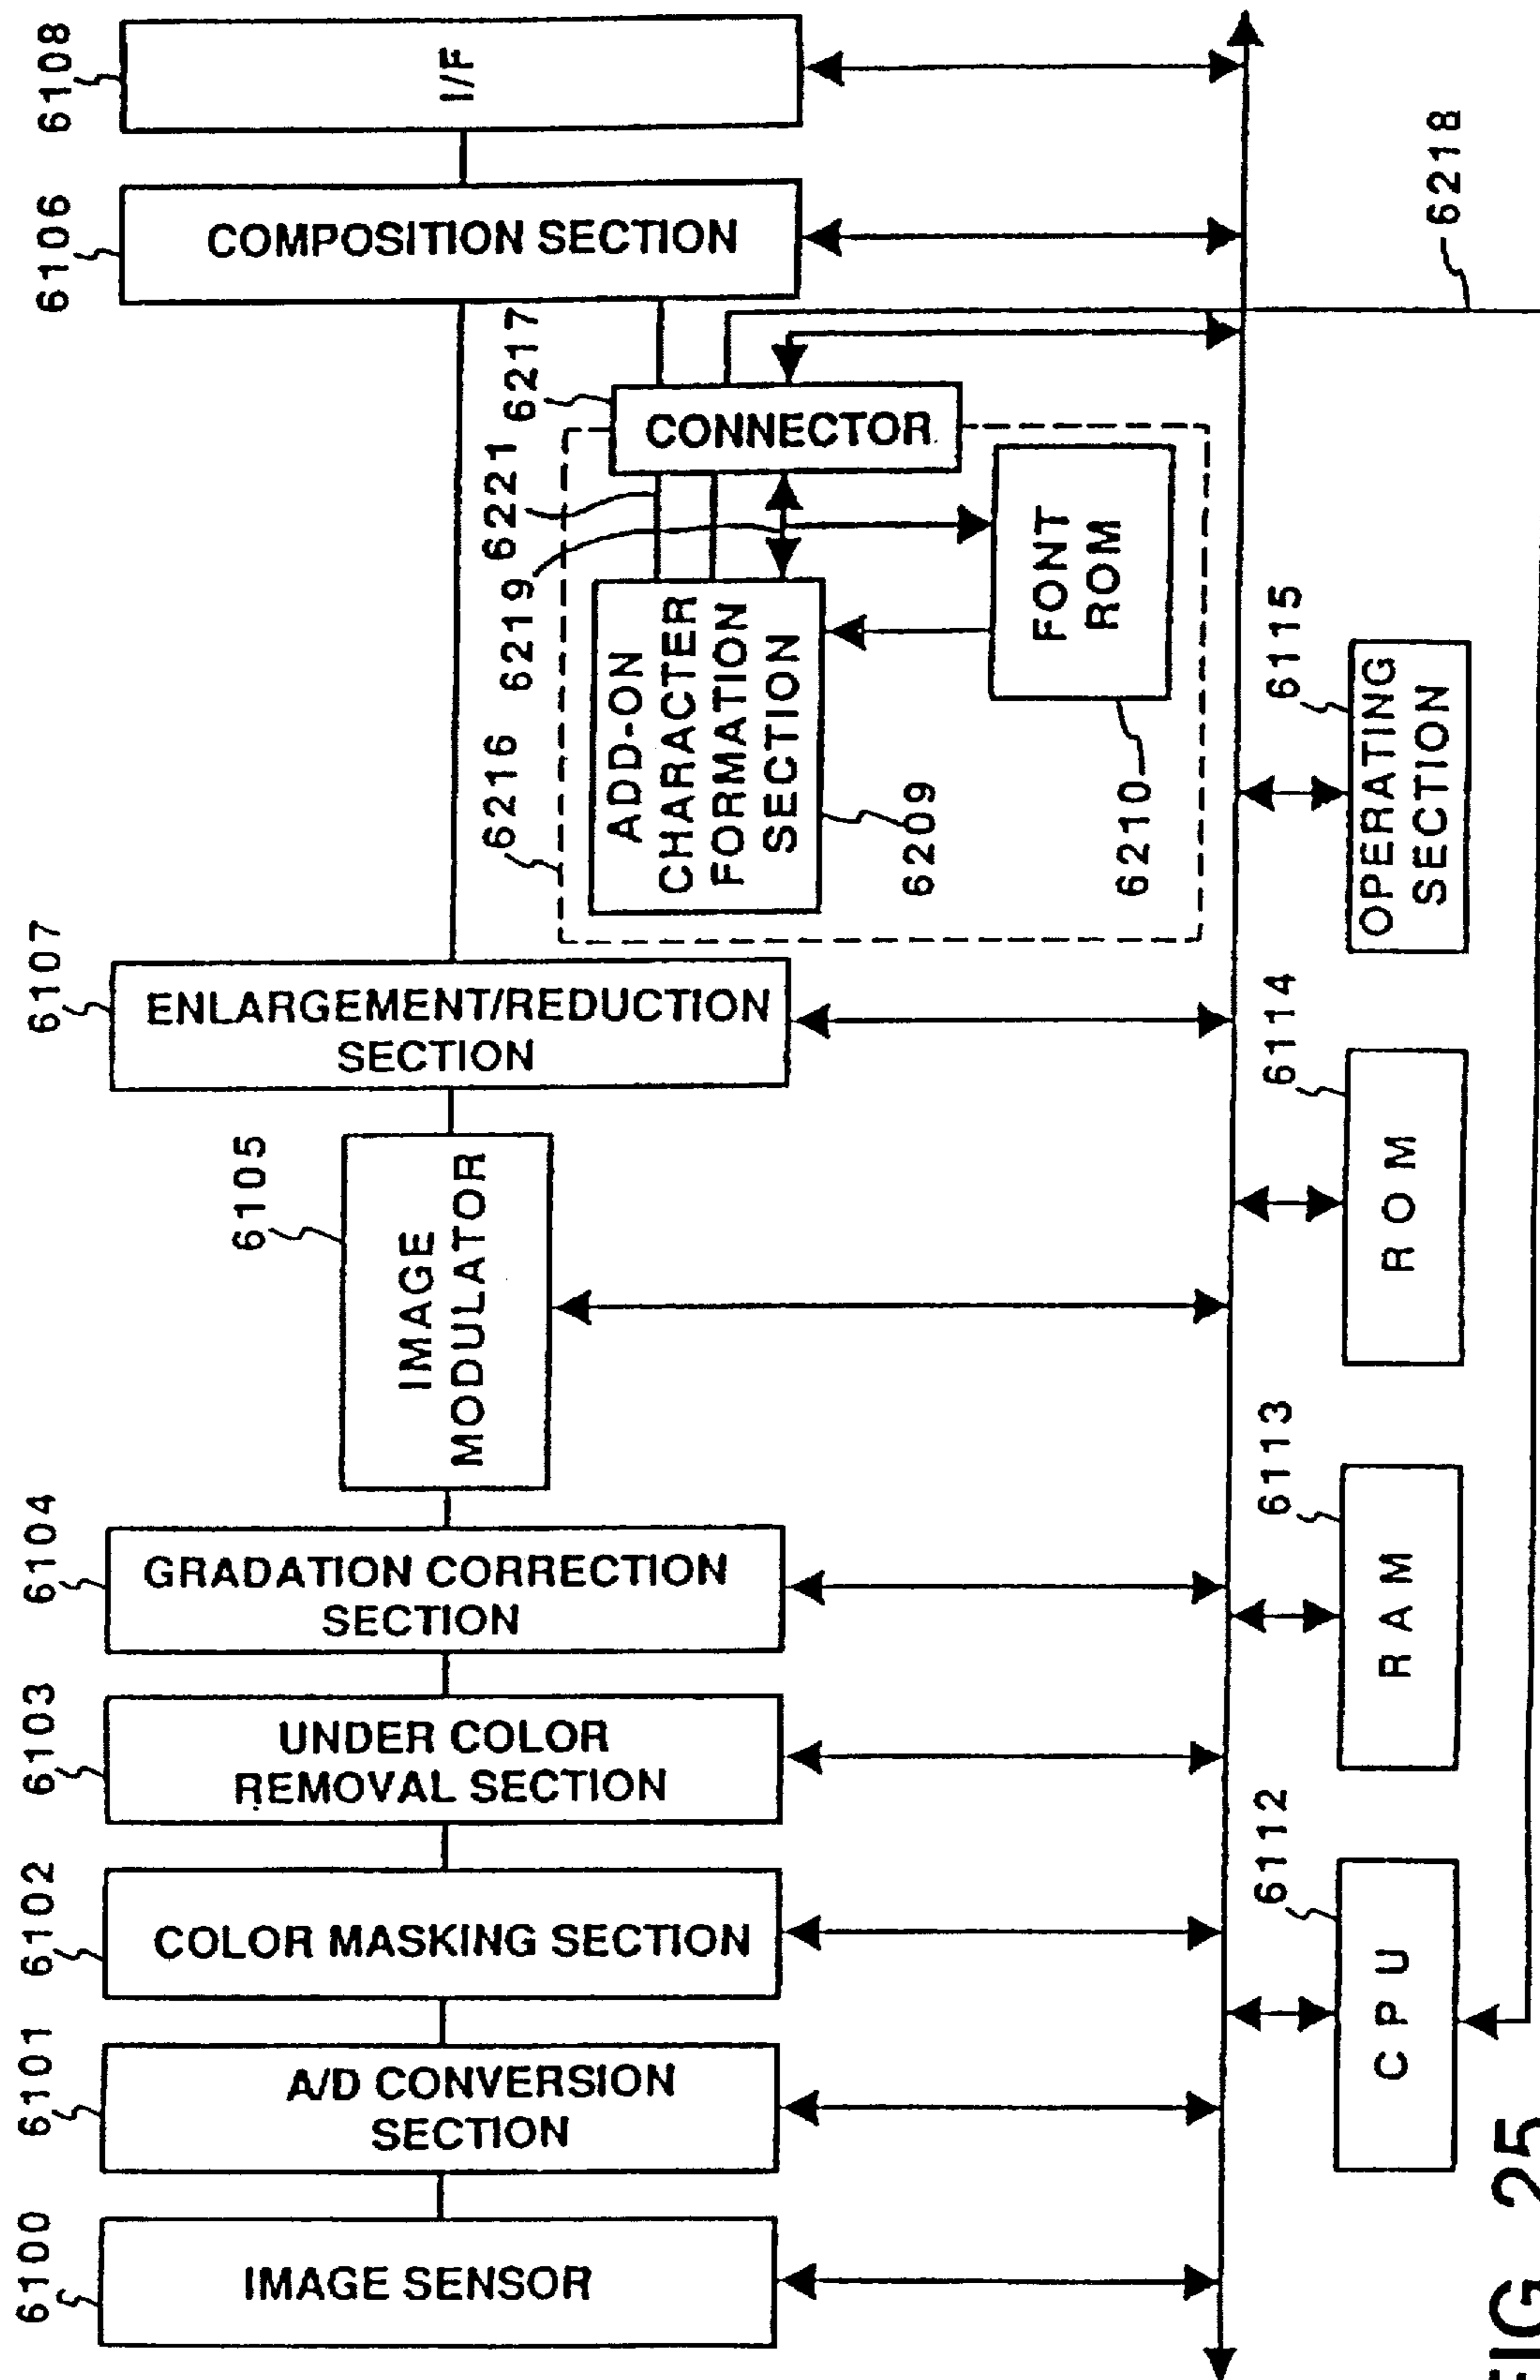 6100
IMAGE SENSOR
6101
A/D CONVERSION
SECTION
6102
COLOR MASKING SECTION
6103
UNDER COLOR
REMOVAL SECTION
6104
GRADATION CORRECTION
SECTION
6105
IMAGE
MODULATOR
6107
ENLARGEMENT/REDUCTION
SECTION
6216
6219
6221
6217
CONNECTOR
ADD-ON
CHARACTER
FORMATION
SECTION
6209
FONT
ROM
6210
6106
COMPOSITION SECTION
6108
I/F
6218
6112
CPU
6113
RAM
6114
ROM
6115
OPERATING
SECTION
FIG 25